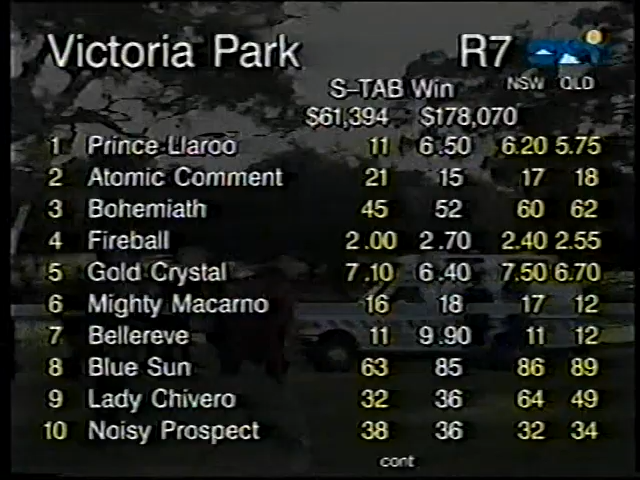 Victoria Park R7
S-TAB Win NSW QLD
$61,394 $178,070
1 Prince Llaroo 11 6.50 6.20 5.75
2 Atomic Comment 21 15 17 18
3 Bohemiath 45 52 60 62
4 Fireball 2.00 2.70 2.40 2.55
5 Gold Crystal 7.10 6.40 7.50 6.70
6 Mighty Macarno 16 18 17 12
7 Bellereve 11 9.90 11 12
8 Blue Sun 63 85 86 89
9 Lady Chivero 32 36 64 49
10 Noisy Prospect 38 36 32 34
cont